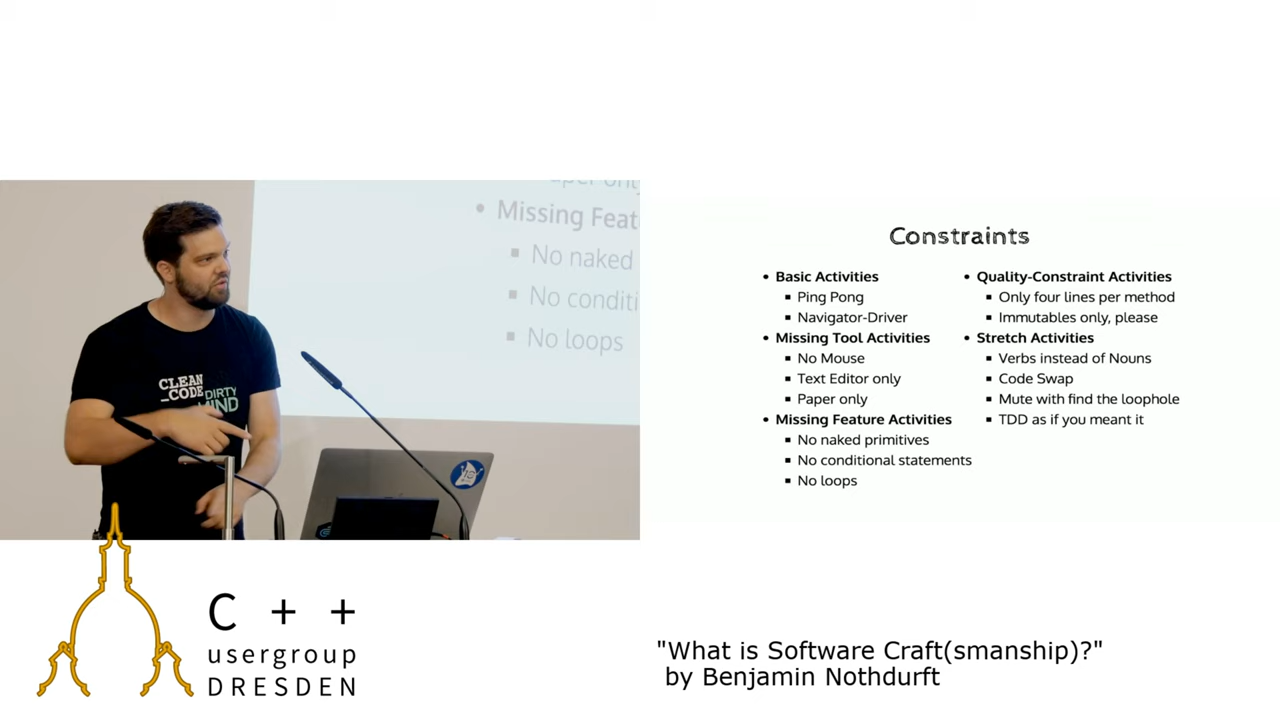 Missing Feat
No naked
No conditi
No loops
CLEAN
_CODE
DIRTY
MIND
Constraints
• Basic Activities
▪ Ping Pong
▪ Navigator-Driver
• Missing Tool Activities
▪ No Mouse
▪ Text Editor only
▪ Paper only
• Missing Feature Activities
▪ No naked primitives
▪ No conditional statements
▪ No loops
• Quality-Constraint Activities
▪ Only four lines per method
▪ Immutables only, please
• Stretch Activities
▪ Verbs instead of Nouns
▪ Code Swap
▪ Mute with find the loophole
▪ TDD as if you meant it
C + +
usergroup
DRESDEN
"What is Software Craft(smanship)?"
by Benjamin Nothdurft